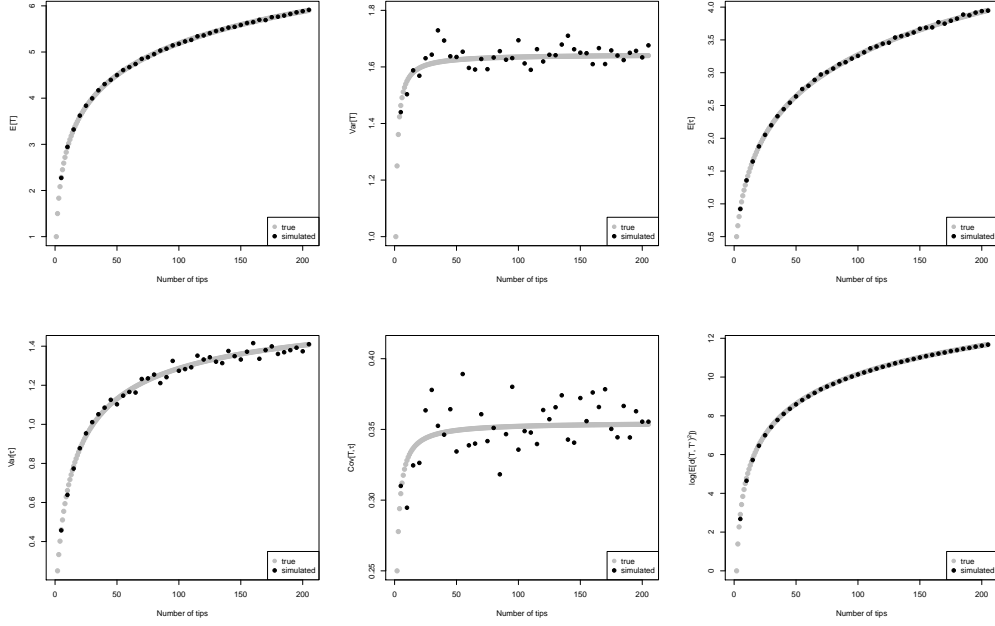 E[T]
6
5
4
3
2
1
0 50 100 150 200
Number of tips
true
simulated
Var[T]
1.8
1.6
1.4
1.2
1.0
0 50 100 150 200
Number of tips
true
simulated
E[τ]
4.0
3.5
3.0
2.5
2.0
1.5
1.0
0.5
0 50 100 150 200
Number of tips
true
simulated
Var[τ]
1.4
1.2
1.0
0.8
0.6
0.4
0 50 100 150 200
Number of tips
true
simulated
Cov[T,τ]
0.40
0.35
0.30
0.25
0 50 100 150 200
Number of tips
true
simulated
log(E[d(T, T')²])
12
10
8
6
4
2
0
0 50 100 150 200
Number of tips
true
simulated